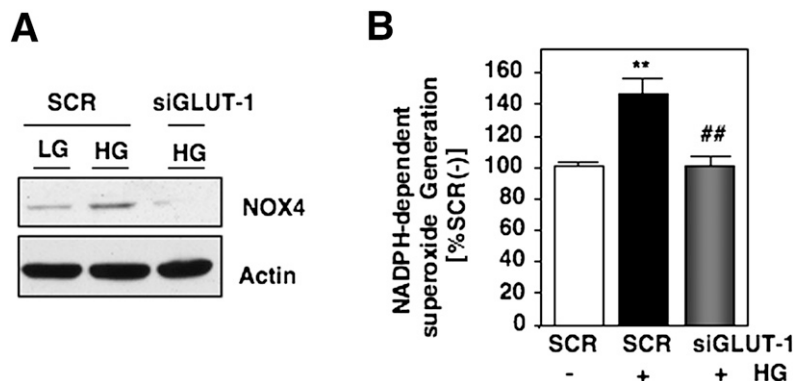 A
SCR siGLUT-1
LG HG HG
NOX4
Actin
B
NADPH-dependent
superoxide Generation
[%SCR(-)]
160
140
120
100
80
60
40
20
0
**
##
SCR SCR siGLUT-1
- + + HG